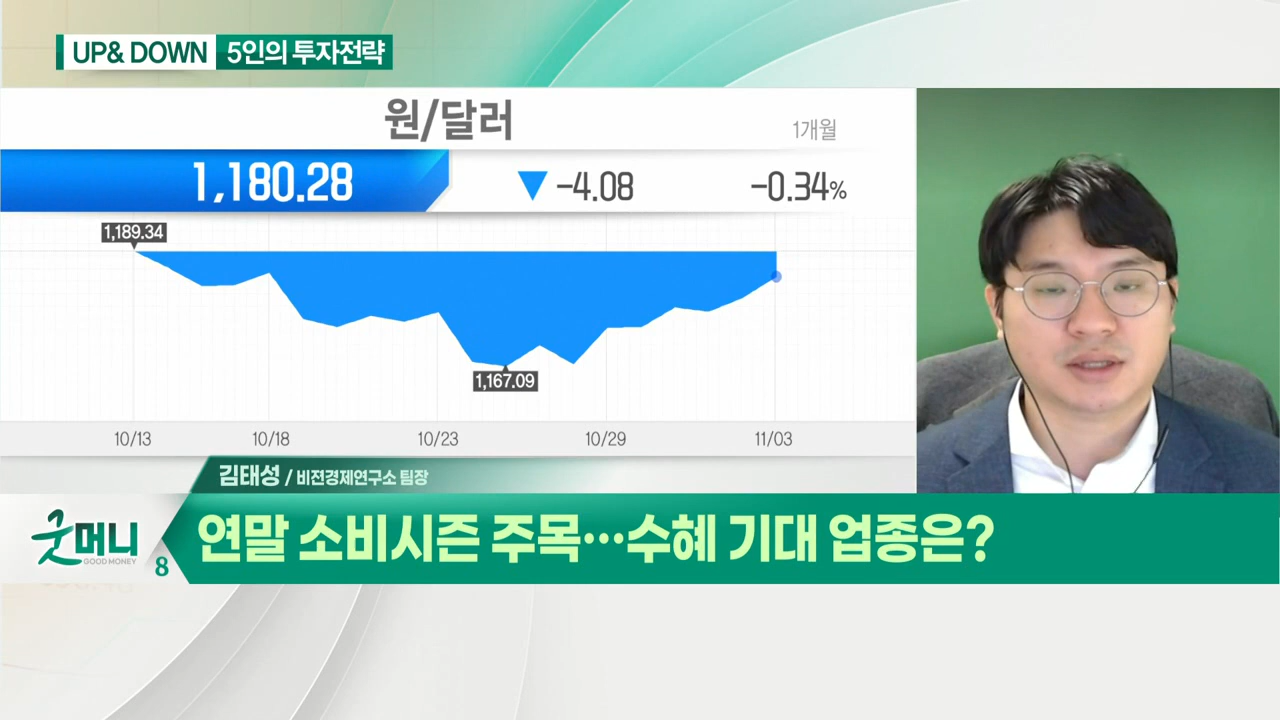 UP& DOWN 5인의 투자전략
원/달러
1개월
1,180.28 ▼ -4.08 -0.34%
1,189.34
1,167.09
10/13 10/18 10/23 10/29 11/03
김태성 / 비전경제연구소 팀장
굿머니
GOOD MONEY
8
연말 소비시즌 주목…수혜 기대 업종은?